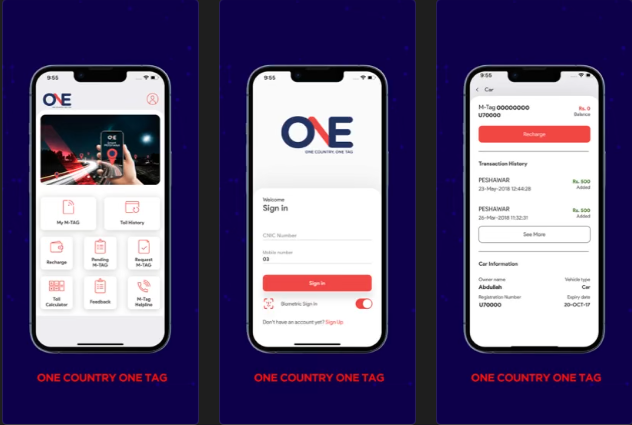 9:55
ONE
My M-TAG
Toll History
Recharge
Pending
M-TAG
Request
M-TAG
Toll
Calculator
Feedback
M-Tag
Helpline
ONE COUNTRY ONE TAG
9:55
ONE
ONE COUNTRY ONE TAG
Welcome
Sign in
CNIC Number
Mobile number
03
Sign in
Biometric Sign in
Don't have an account yet? Sign Up
ONE COUNTRY ONE TAG
9:55
Car
M-Tag 00000000 Rs. 0
U70000 Balance
Recharge
Transaction History
PESHAWAR Rs. 500
23-May-2018 12:44:28 Added
PESHAWAR Rs. 500
26-Mar-2018 11:32:31 Added
See More
Car Information
Owner name Vehicle type
Abdullah Car
Registration Number Expiry date
U70000 20-OCT-17
ONE COUNTRY ONE TAG